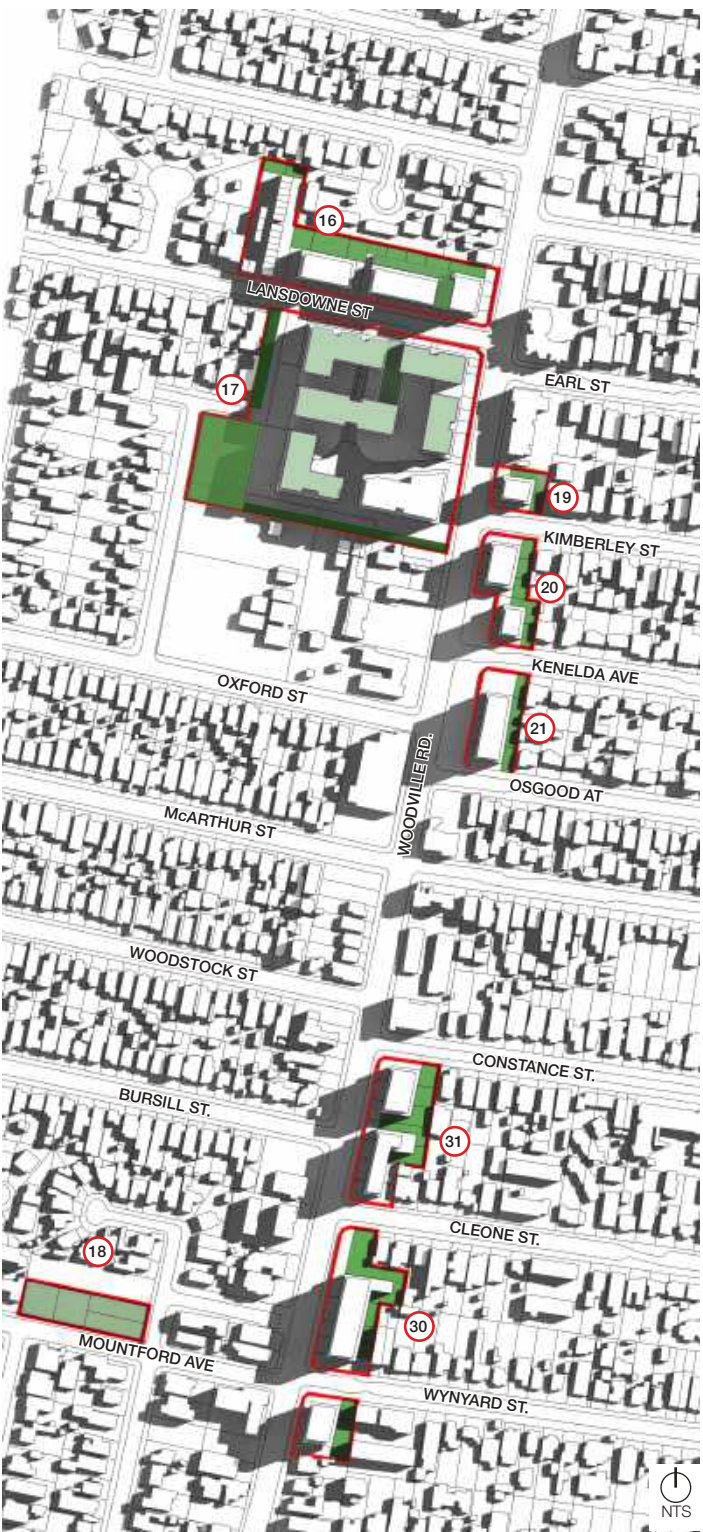 16
LANSDOWNE ST
EARL ST
17
19
KIMBERLEY ST
20
KENELDA AVE
OXFORD ST
21
WOODVILLE RD.
OSGOOD AT
McARTHUR ST
WOODSTOCK ST
CONSTANCE ST.
BURSILL ST.
31
CLEONE ST.
18
30
MOUNTFORD AVE
WYNYARD ST.
NTS